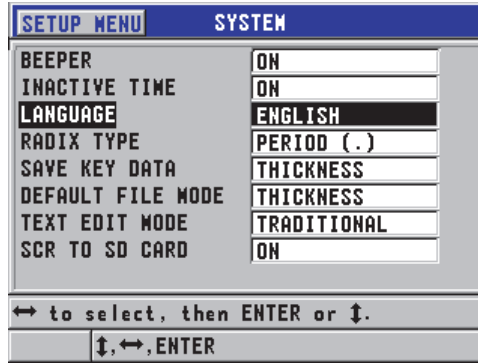 SETUP MENU SYSTEM
BEEPER ON
INACTIVE TIME ON
LANGUAGE ENGLISH
RADIX TYPE PERIOD (.)
SAVE KEY DATA THICKNESS
DEFAULT FILE MODE THICKNESS
TEXT EDIT MODE TRADITIONAL
SCR TO SD CARD ON
↔ to select, then ENTER or ↕.
↕,↔,ENTER